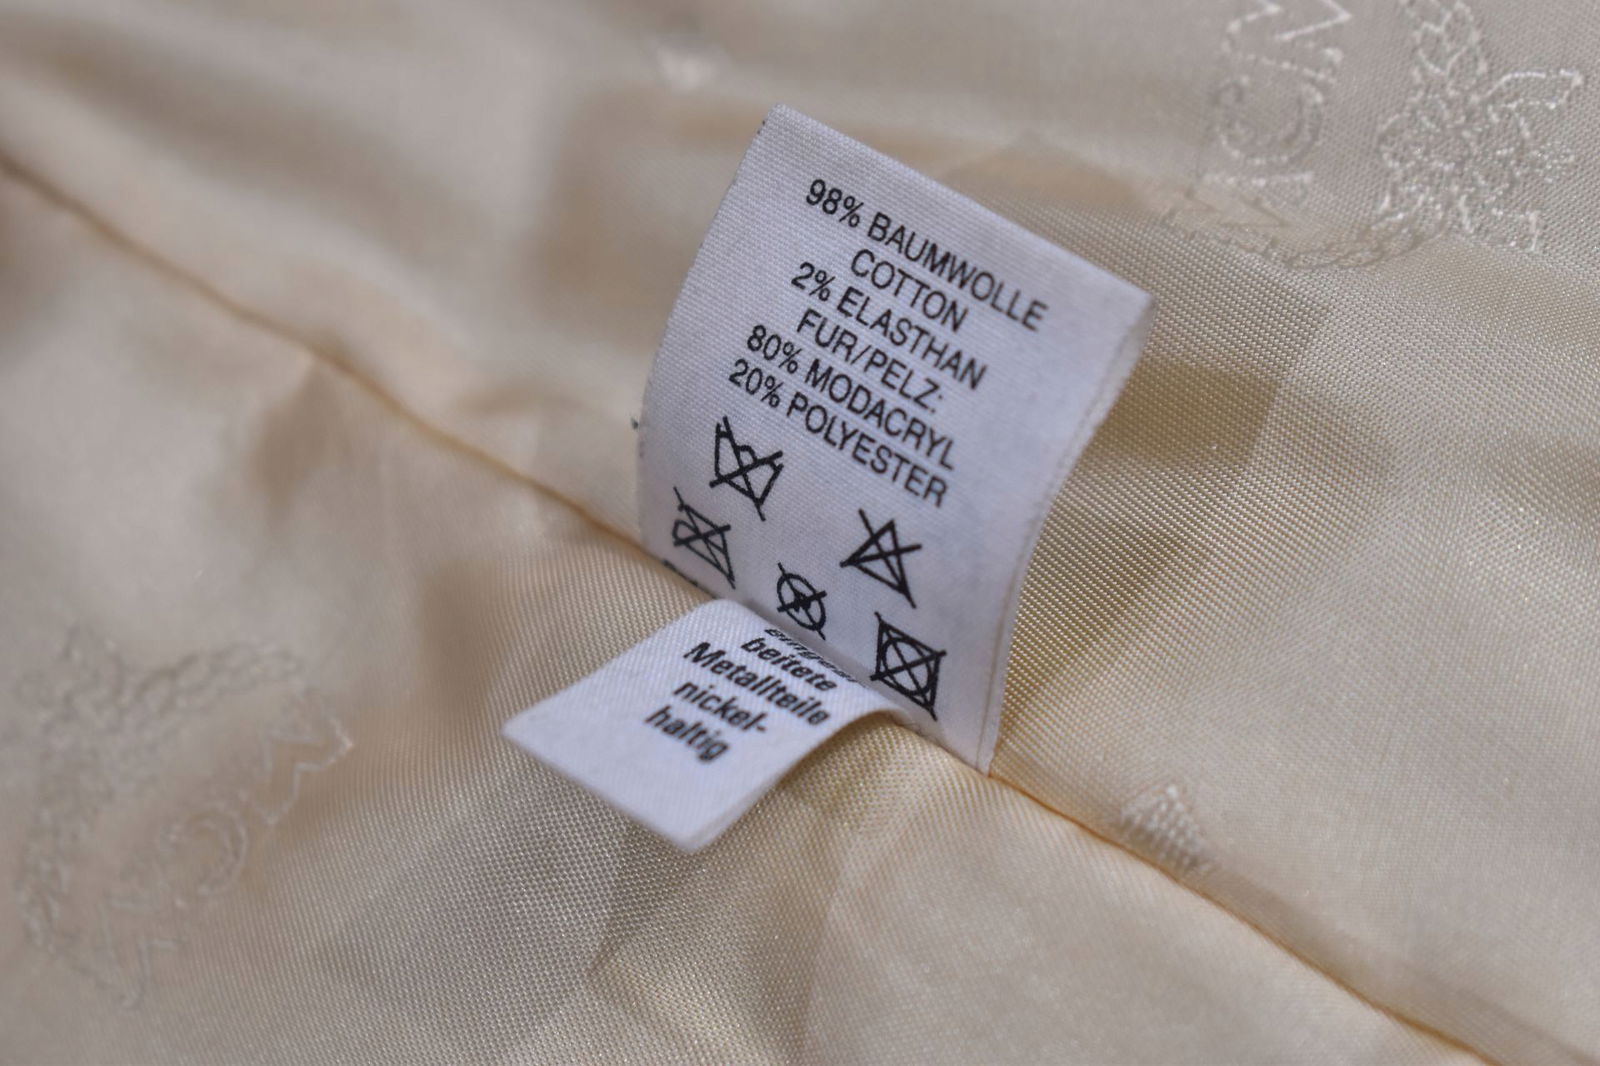 98% BAUMWOLLE
COTTON
2% ELASTHAN
FUR/PELZ:
80% MODACRYL
20% POLYESTER
beitete
Metallteile
nickel-
haltig